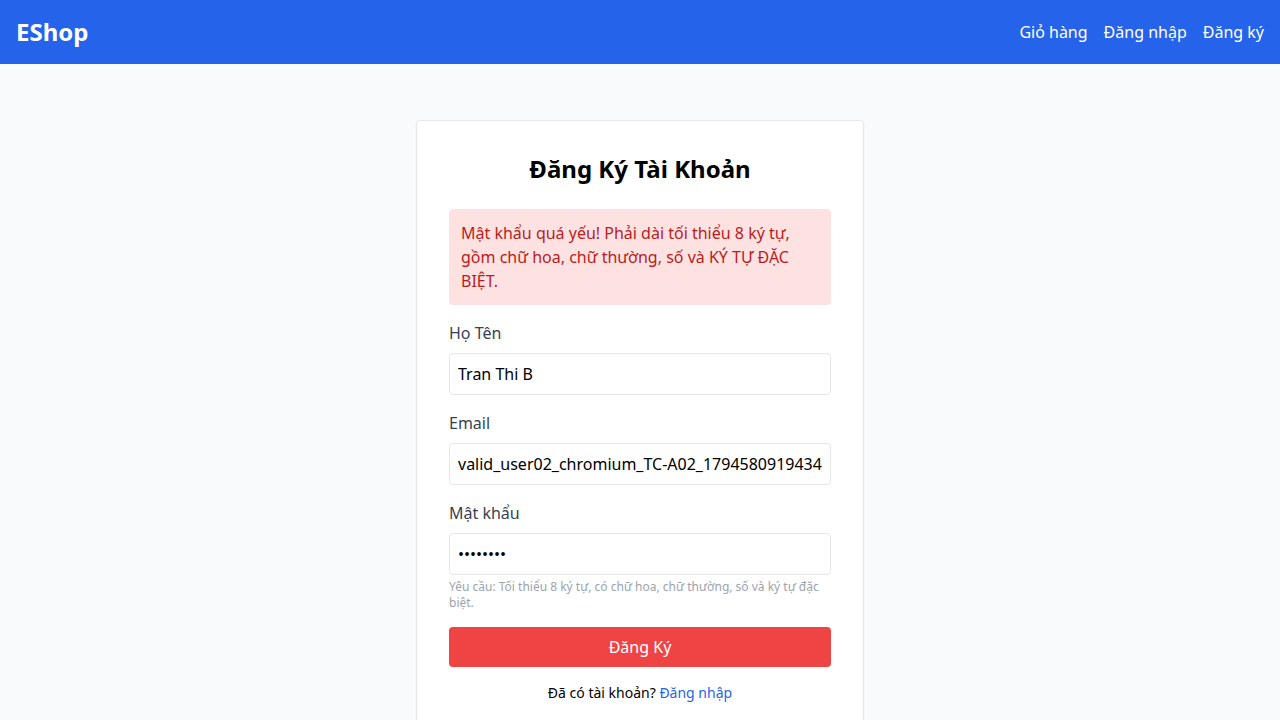 EShop
Giỏ hàng
Đăng nhập
Đăng ký
Đăng Ký Tài Khoản
Mật khẩu quá yếu! Phải dài tối thiểu 8 ký tự,
gồm chữ hoa, chữ thường, số và KÝ TỰ ĐẶC
BIỆT.
Họ Tên
Tran Thi B
Email
valid_user02_chromium_TC-A02_1794580919434
Mật khẩu
••••••••
Yêu cầu: Tối thiểu 8 ký tự, có chữ hoa, chữ thường, số và ký tự đặc
biệt.
Đăng Ký
Đã có tài khoản? Đăng nhập